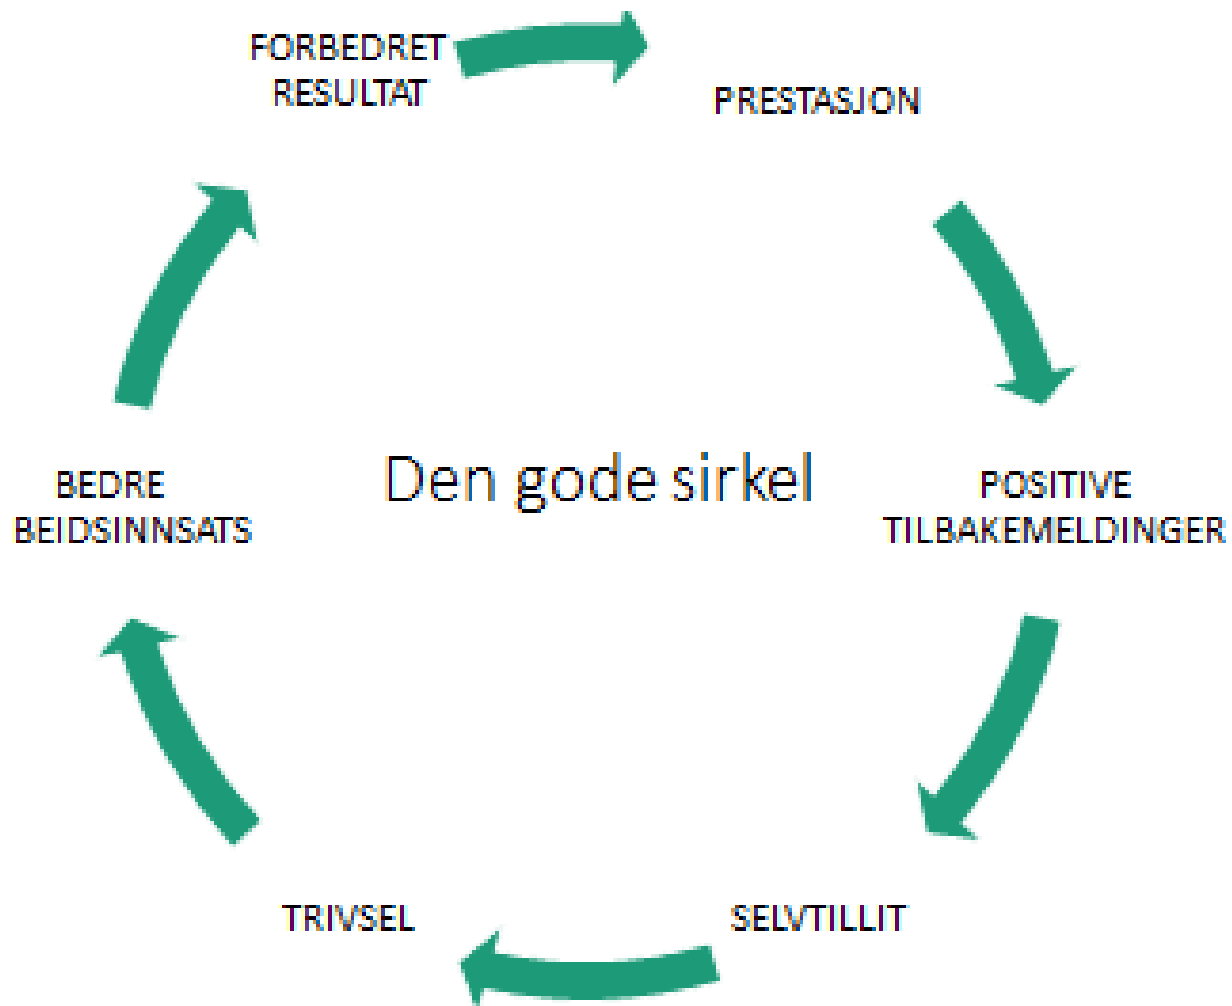 FORBEDRET
RESULTAT
PRESTASJON
POSITIVE
TILBAKEMELDINGER
SELVTILLIT
TRIVSEL
BEDRE
BEIDSINNSATS
Den gode sirkel